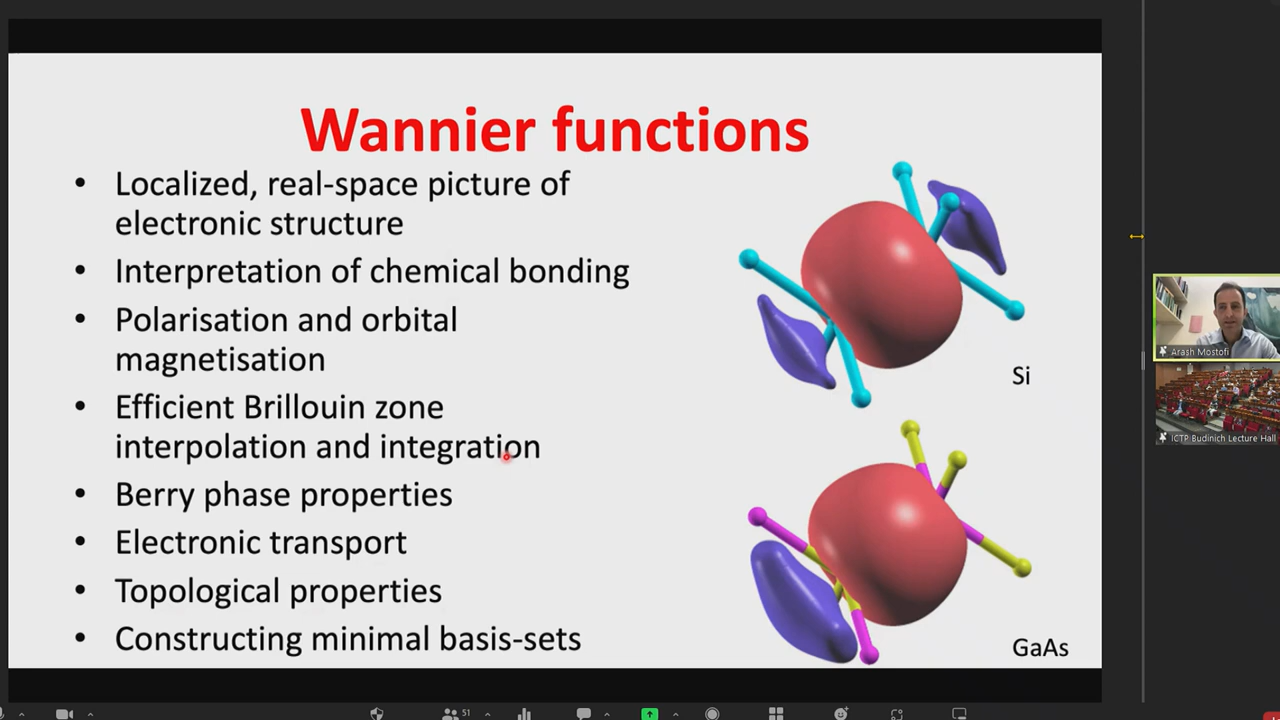 Wannier functions
• Localized, real-space picture of
electronic structure
• Interpretation of chemical bonding
• Polarisation and orbital
magnetisation
• Efficient Brillouin zone
interpolation and integration
• Berry phase properties
• Electronic transport
• Topological properties
• Constructing minimal basis-sets
Si
GaAs
Arash Mostofi
ICTP Budinich Lecture Hall
51